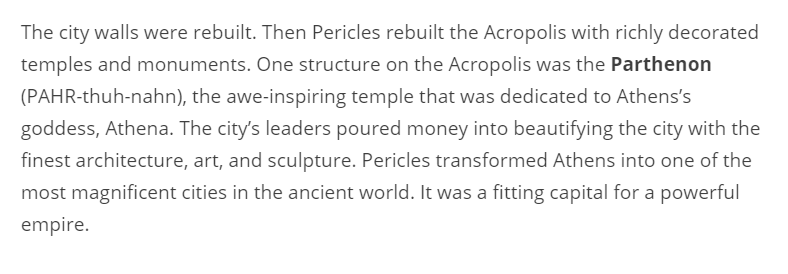 The city walls were rebuilt. Then Pericles rebuilt the Acropolis with richly decorated
temples and monuments. One structure on the Acropolis was the Parthenon
(PAHR-thuh-nahn), the awe-inspiring temple that was dedicated to Athens’s
goddess, Athena. The city’s leaders poured money into beautifying the city with the
finest architecture, art, and sculpture. Pericles transformed Athens into one of the
most magnificent cities in the ancient world. It was a fitting capital for a powerful
empire.